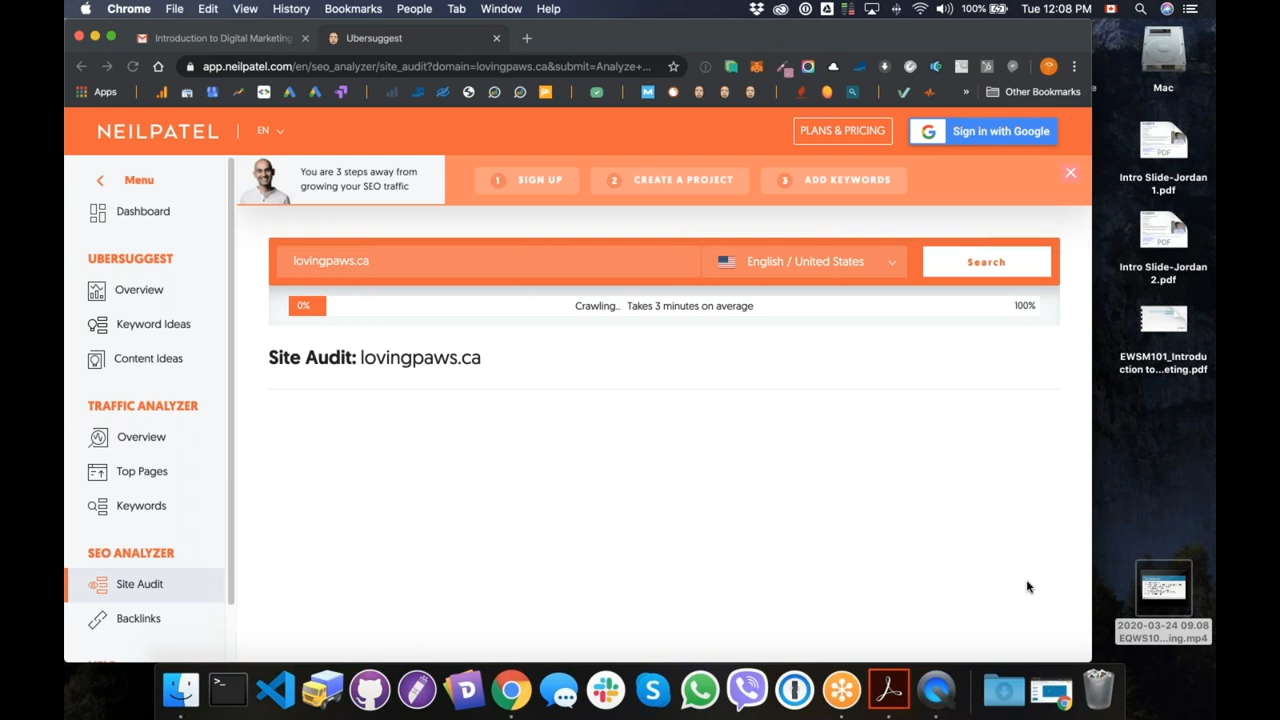 Chrome File Edit View History Bookmarks People Tab Window Help 100% Tue 12:08 PM
Introduction to Digital Marketing Ubersuggest
app.neilpatel.com/en/seo_analyzer/site_audit?domain=lovingpaws.ca&submit=Analyze+...
Apps » Other Bookmarks
NEILPATEL EN PLANS & PRICING G Sign in with Google
Menu
You are 3 steps away from
growing your SEO traffic
1 SIGN UP 2 CREATE A PROJECT 3 ADD KEYWORDS
Dashboard
UBERSUGGEST
Overview
Keyword Ideas
Content Ideas
TRAFFIC ANALYZER
Overview
Top Pages
Keywords
SEO ANALYZER
Site Audit
Backlinks
lovingpaws.ca English / United States Search
0% Crawling.. Takes 3 minutes on average 100%
Site Audit: lovingpaws.ca
Mac
PDF
Intro Slide-Jordan
1.pdf
PDF
Intro Slide-Jordan
2.pdf
EWSM101_Introdu
ction to...eting.pdf
2020-03-24 09.08
EQWS10...ing.mp4